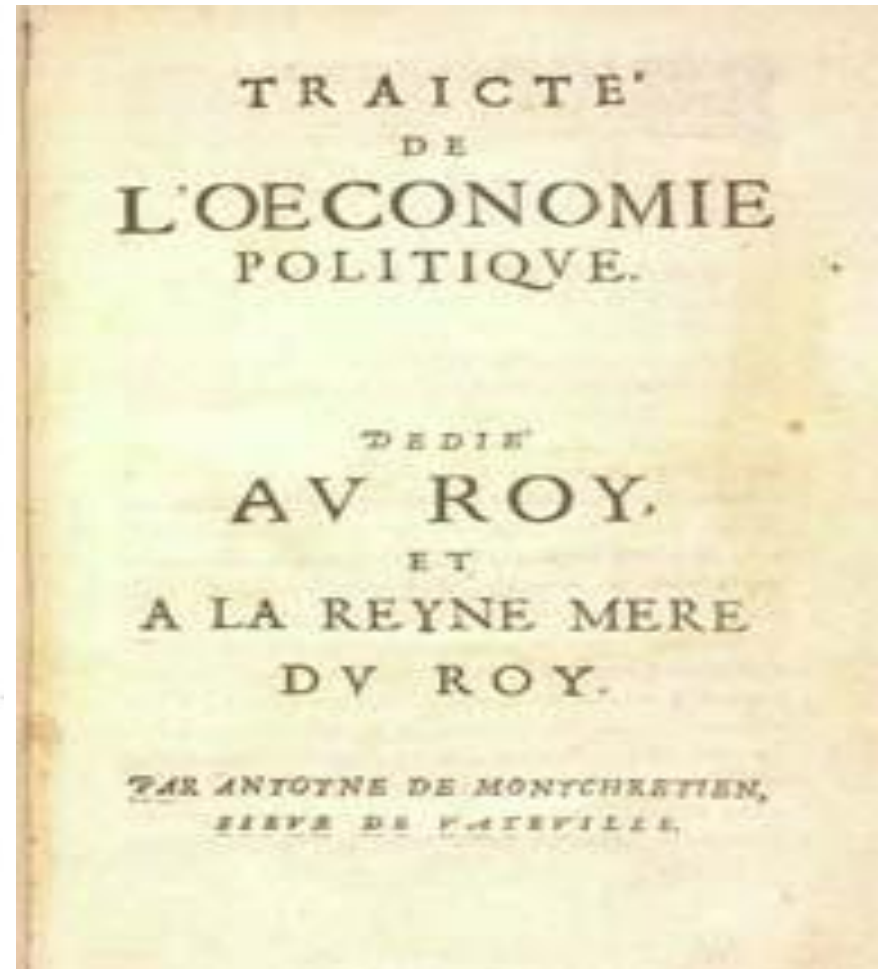 TRAICTE'
DE
L'OECONOMIE
POLITIQVE.
DEDIE'
AV ROY,
ET
A LA REYNE MERE
DV ROY.
PAR ANTOYNE DE MONTCHRETIEN,
SIEVR DE VATEVILLE.